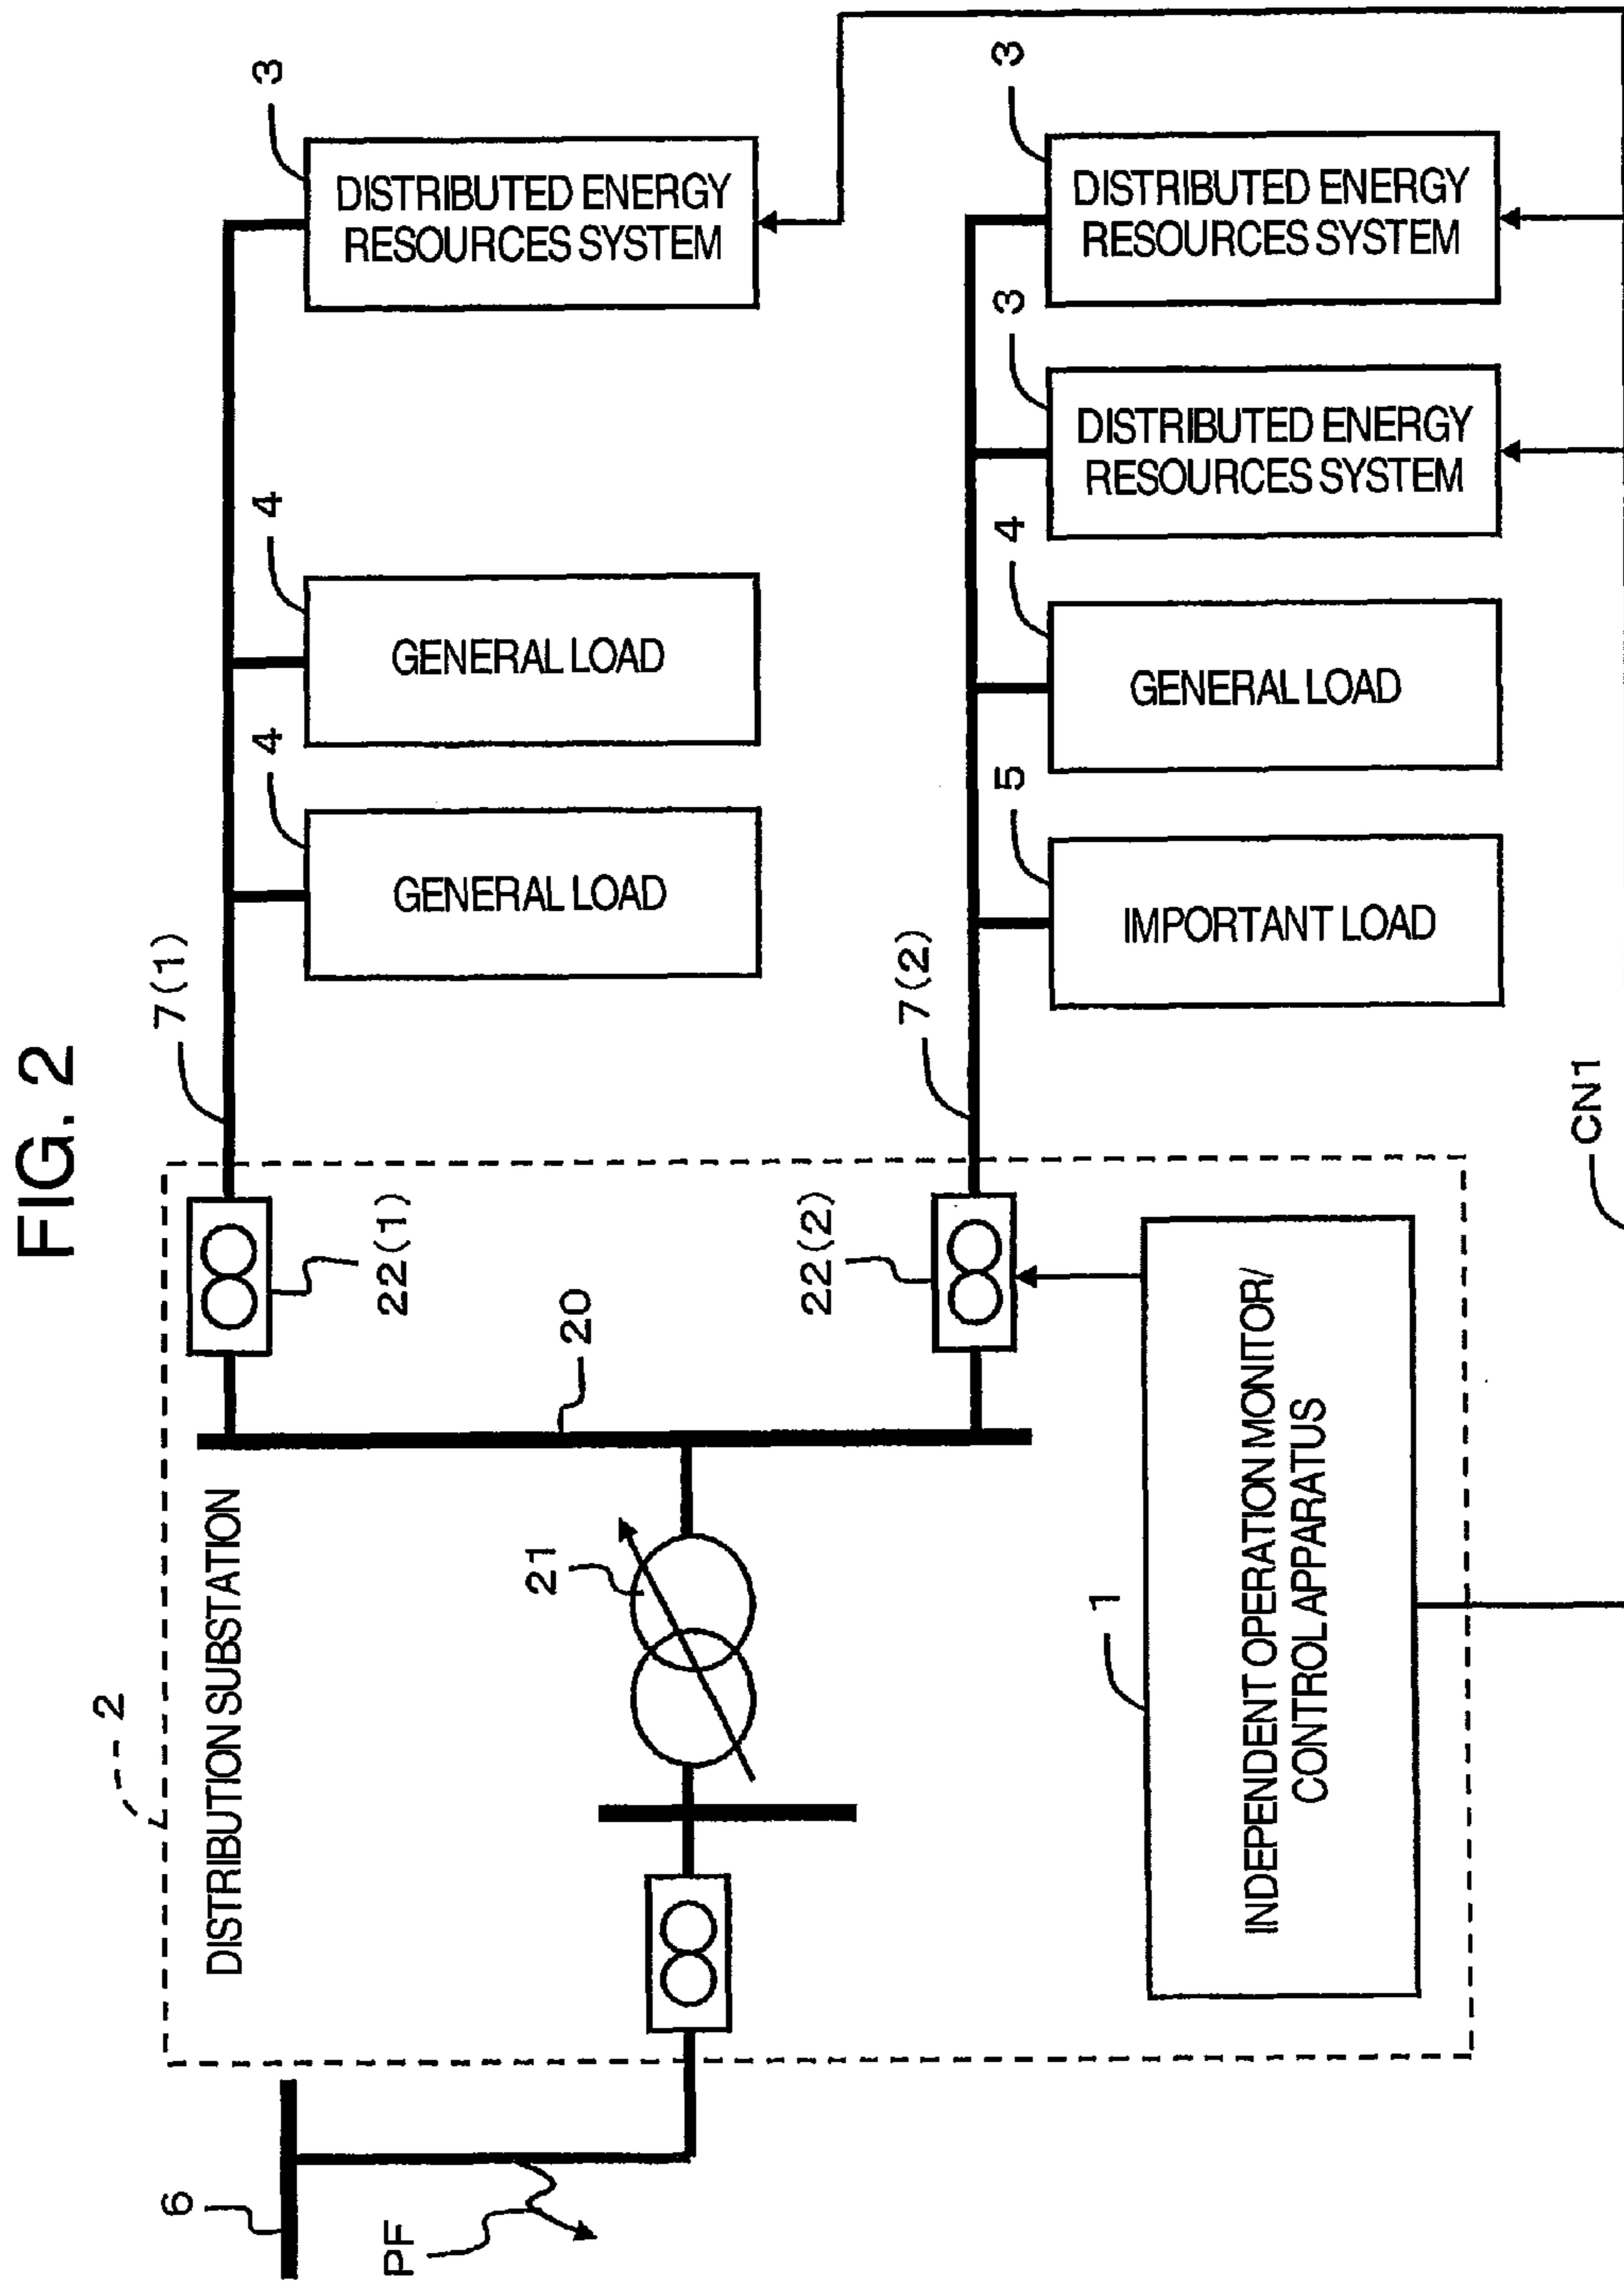 FIG. 2
6
PF
2
DISTRIBUTION SUBSTATION
21
20
22(1)
22(2)
1
INDEPENDENT OPERATION MONITOR/
CONTROL APPARATUS
CN1
7(1)
4
GENERAL LOAD
4
GENERAL LOAD
3
DISTRIBUTED ENERGY
RESOURCES SYSTEM
7(2)
5
IMPORTANT LOAD
4
GENERAL LOAD
3
DISTRIBUTED ENERGY
RESOURCES SYSTEM
3
DISTRIBUTED ENERGY
RESOURCES SYSTEM